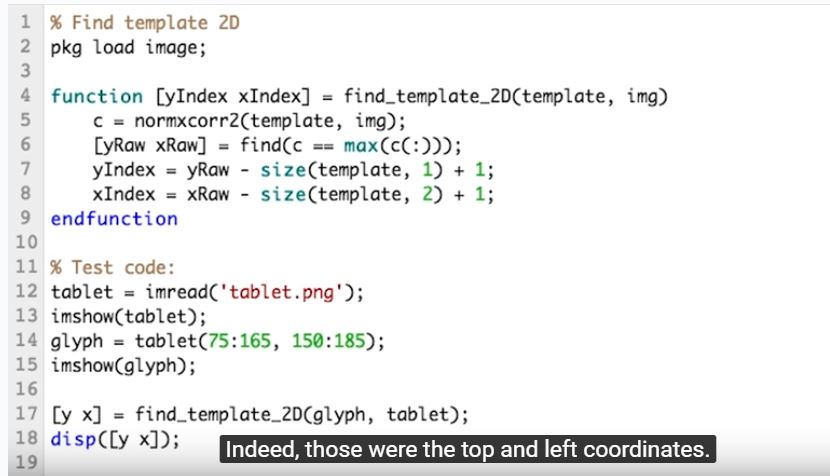 1 % Find template 2D
2 pkg load image;
3
4 function [yIndex xIndex] = find_template_2D(template, img)
5 c = normxcorr2(template, img);
6 [yRaw xRaw] = find(c == max(c(:)));
7 yIndex = yRaw - size(template, 1) + 1;
8 xIndex = xRaw - size(template, 2) + 1;
9 endfunction
10
11 % Test code:
12 tablet = imread('tablet.png');
13 imshow(tablet);
14 glyph = tablet(75:165, 150:185);
15 imshow(glyph);
16
17 [y x] = find_template_2D(glyph, tablet);
18 disp([y x]);
Indeed, those were the top and left coordinates.
19